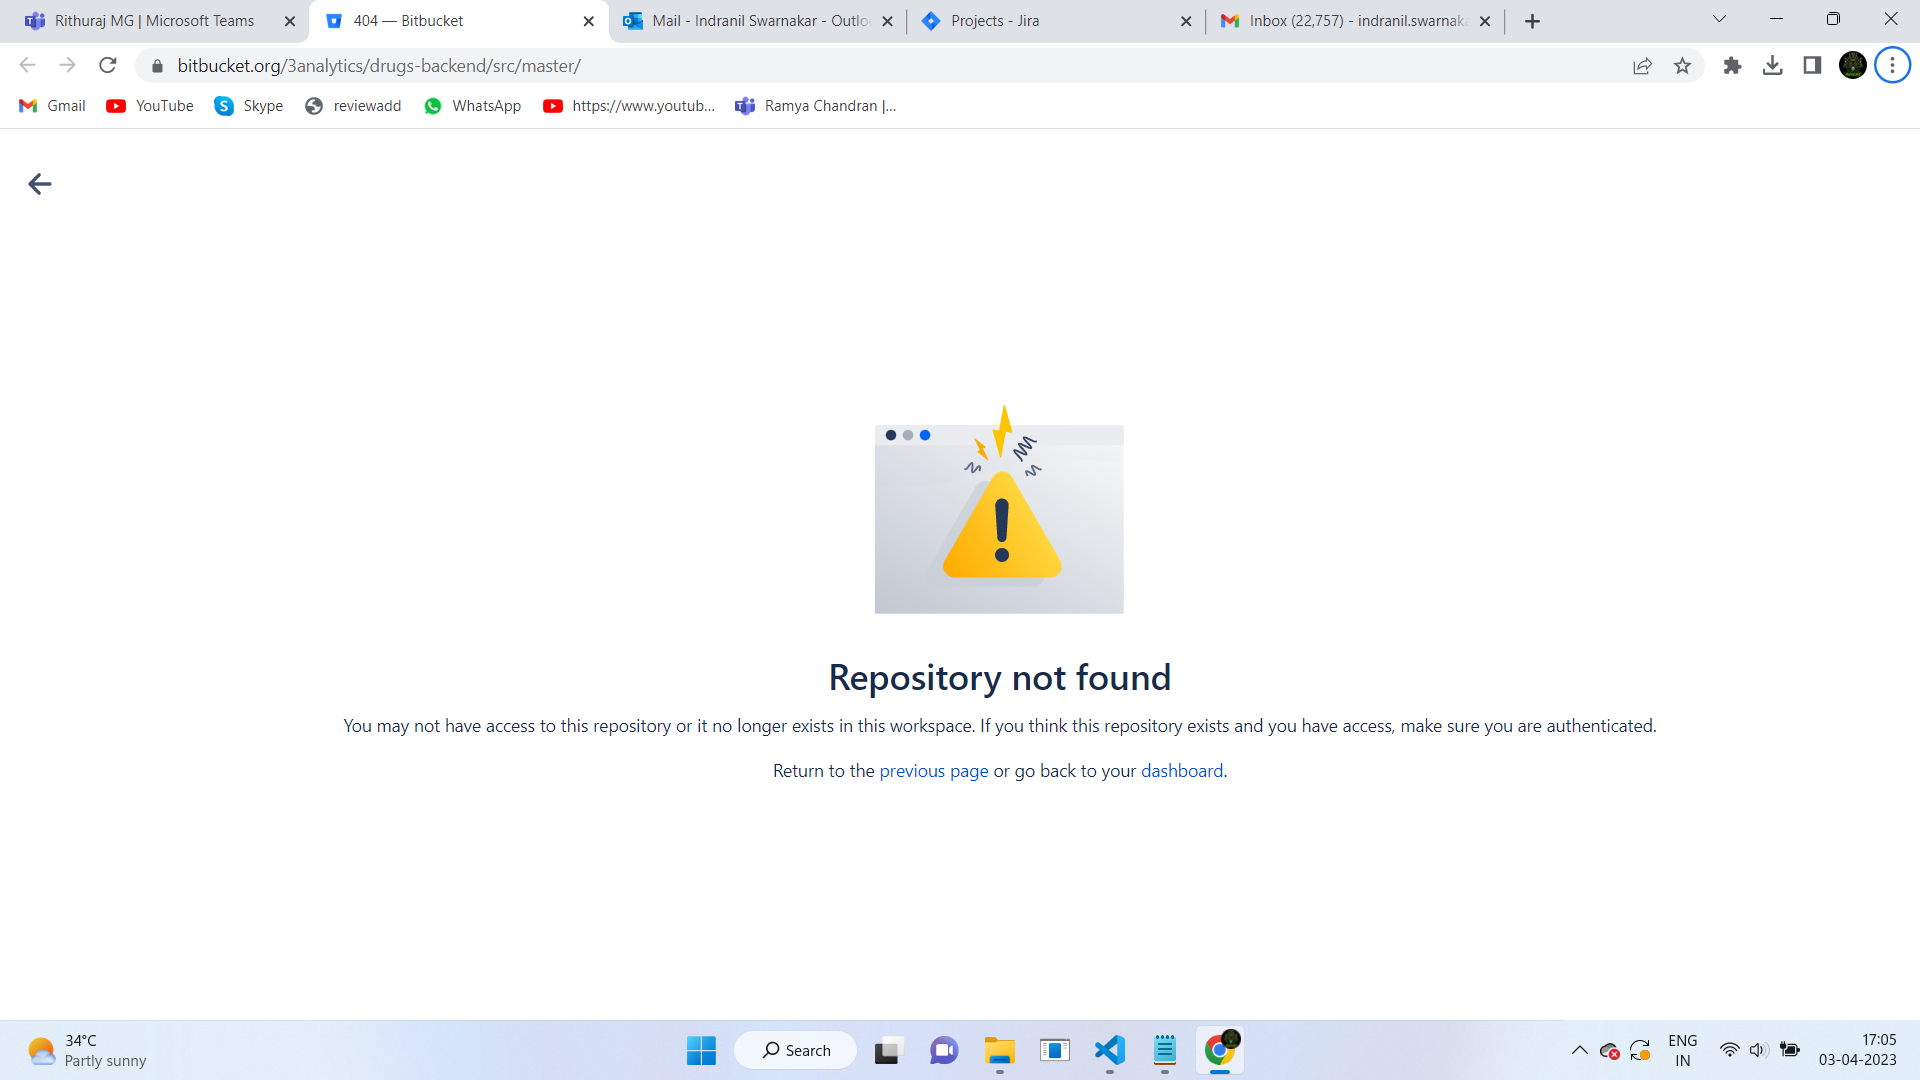 Rithuraj MG | Microsoft Teams
404 — Bitbucket
Mail - Indranil Swarnakar - Outlo
Projects - Jira
Inbox (22,757) - indranil.swarnak
bitbucket.org/3analytics/drugs-backend/src/master/
Gmail
YouTube
Skype
reviewadd
WhatsApp
https://www.youtub...
Ramya Chandran |...
Repository not found
You may not have access to this repository or it no longer exists in this workspace. If you think this repository exists and you have access, make sure you are authenticated.
Return to the previous page or go back to your dashboard.
34°C
Partly sunny
Search
ENG
IN
17:05
03-04-2023